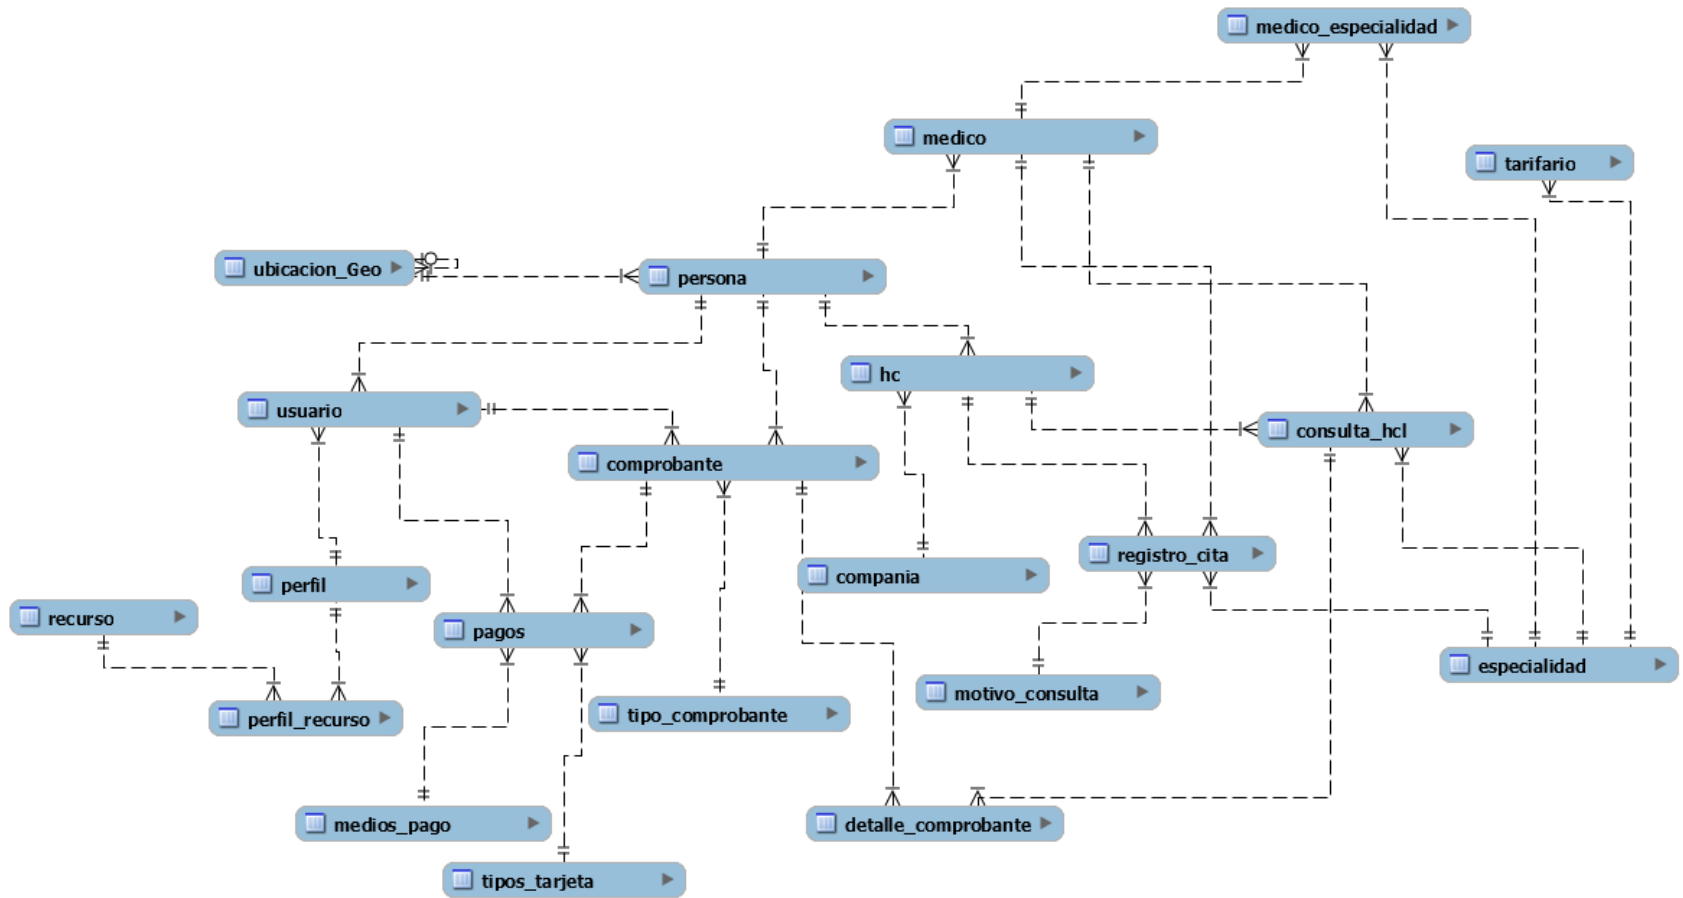 medico_especialidad
medico
tarifario
ubicacion_Geo
persona
hc
usuario
consulta_hcl
comprobante
registro_cita
compania
perfil
recurso
pagos
especialidad
motivo_consulta
perfil_recurso
tipo_comprobante
medios_pago
detalle_comprobante
tipos_tarjeta